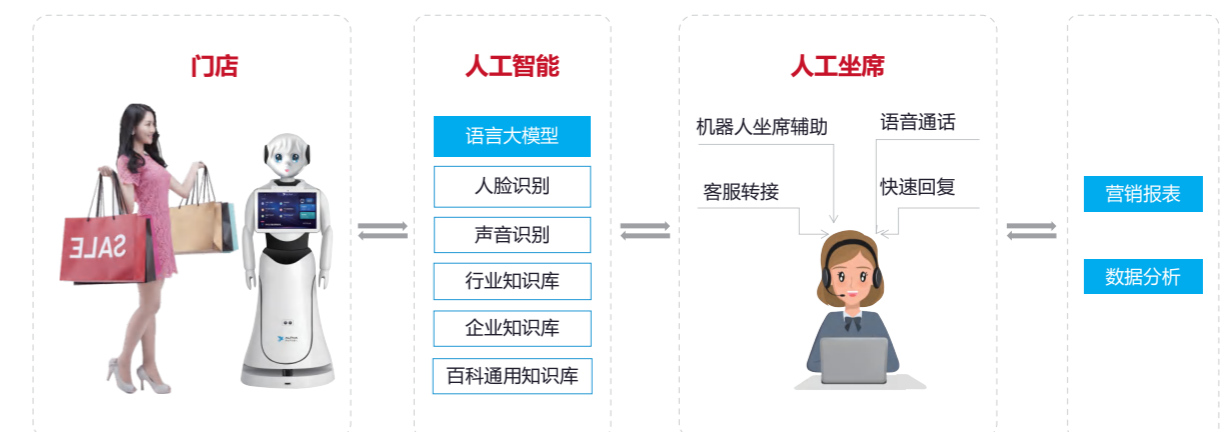 门店
SALE
人工智能
语言大模型
人脸识别
声音识别
行业知识库
企业知识库
百科通用知识库
人工坐席
机器人坐席辅助
语音通话
客服转接
快速回复
营销报表
数据分析